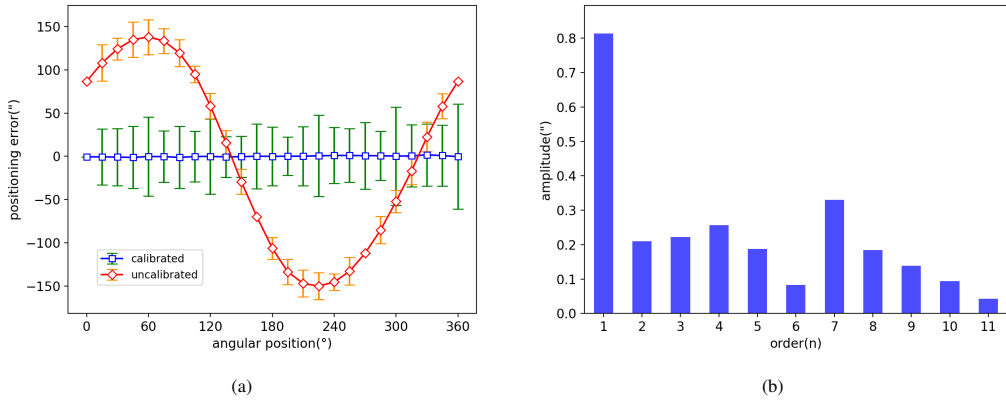 150
100
50
0
−50
−100
−150
positioning error(")
calibrated
uncalibrated
0 60 120 180 240 300 360
angular position(°)
(a)
0.8
0.7
0.6
0.5
0.4
0.3
0.2
0.1
0.0
amplitude(")
1 2 3 4 5 6 7 8 9 10 11
order(n)
(b)